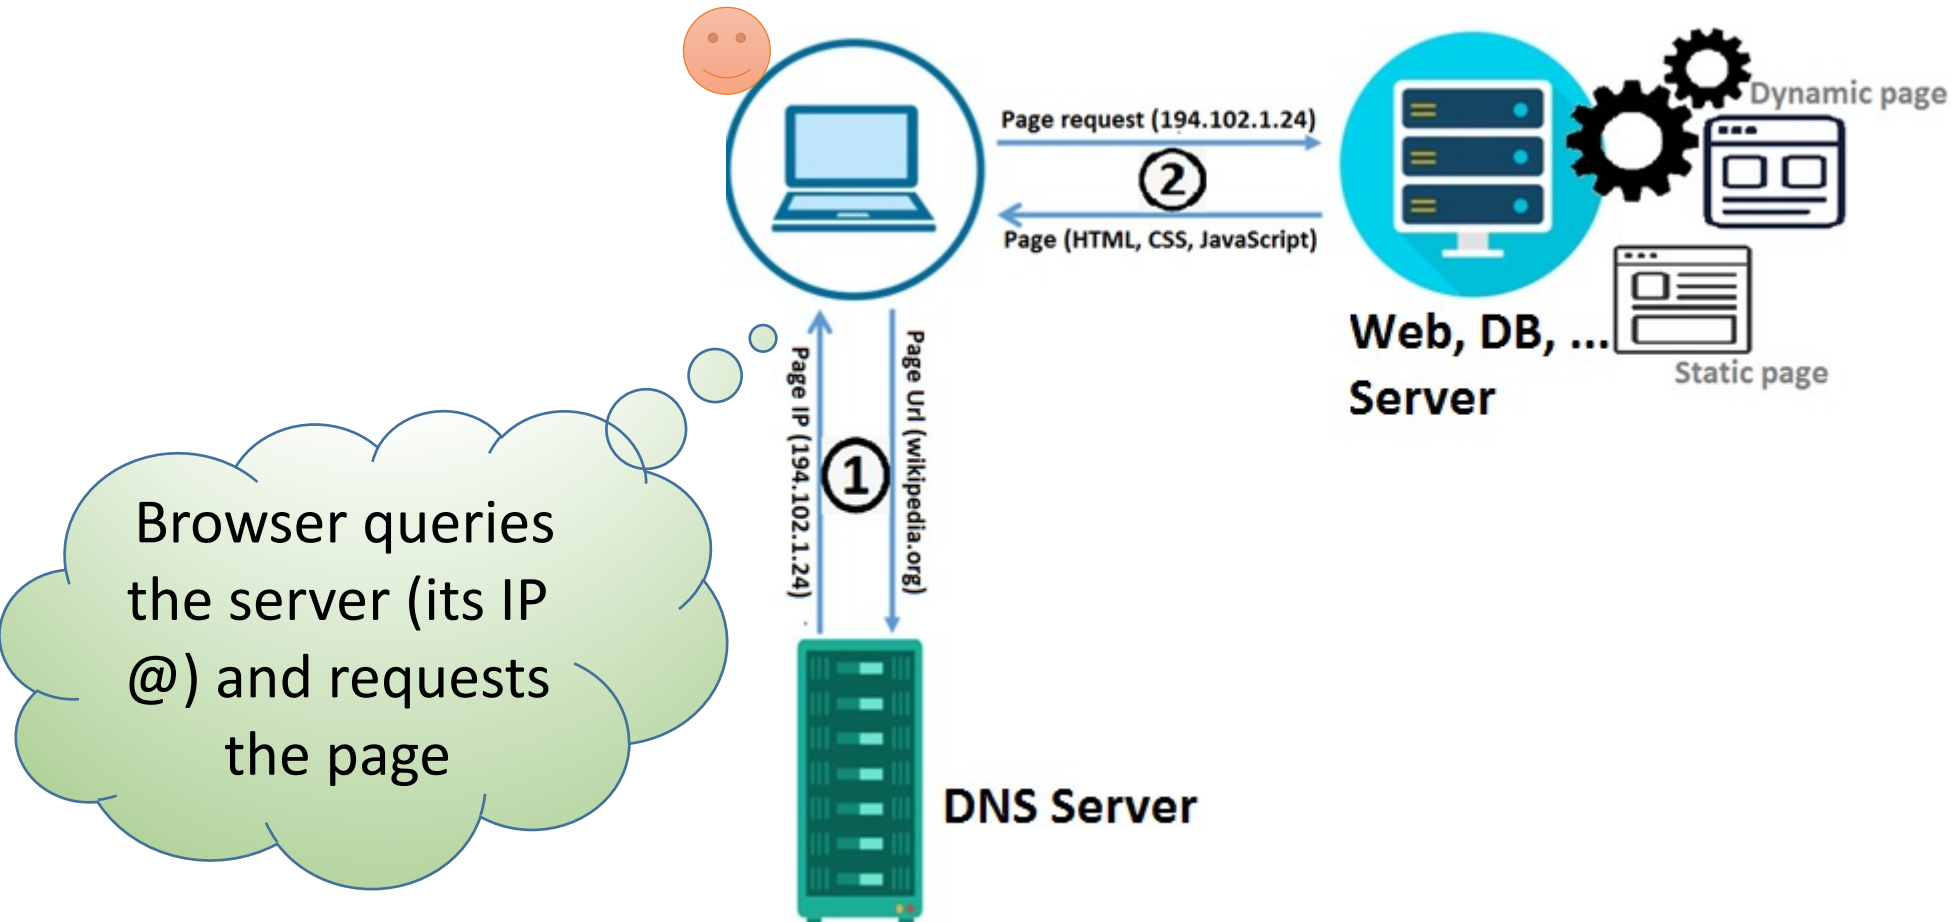 Dynamic page
Page request (194.102.1.24)
2
Page (HTML, CSS, JavaScript)
Web, DB, ...
Server
Static page
Page IP (194.102.1.24)
1
Page Url (wikipedia.org)
Browser queries
the server (its IP
@) and requests
the page
DNS Server